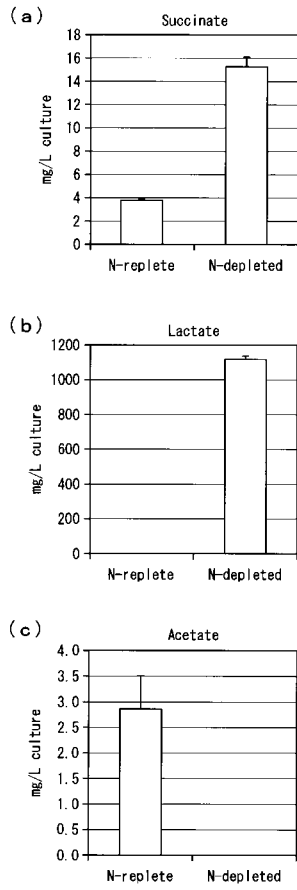 (a)
Succinate
mg/L culture
18
16
14
12
10
8
6
4
2
0
N-replete N-depleted
(b)
Lactate
mg/L culture
1200
1000
800
600
400
200
0
N-replete N-depleted
(c)
Acetate
mg/L culture
4.0
3.5
3.0
2.5
2.0
1.5
1.0
0.5
0.0
N-replete N-depleted